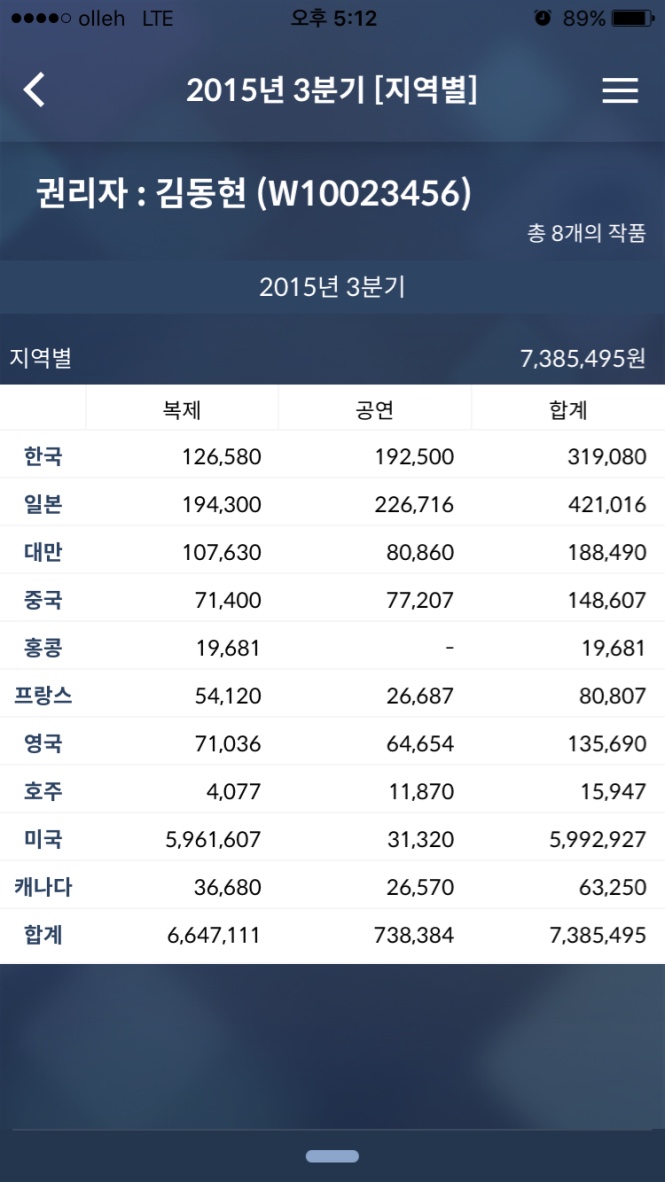 olleh LTE 오후 5:12 89%
2015년 3분기 [지역별]
권리자 : 김동현 (W10023456)
총 8개의 작품
2015년 3분기
지역별 7,385,495원
복제 공연 합계
한국 126,580 192,500 319,080
일본 194,300 226,716 421,016
대만 107,630 80,860 188,490
중국 71,400 77,207 148,607
홍콩 19,681 - 19,681
프랑스 54,120 26,687 80,807
영국 71,036 64,654 135,690
호주 4,077 11,870 15,947
미국 5,961,607 31,320 5,992,927
캐나다 36,680 26,570 63,250
합계 6,647,111 738,384 7,385,495